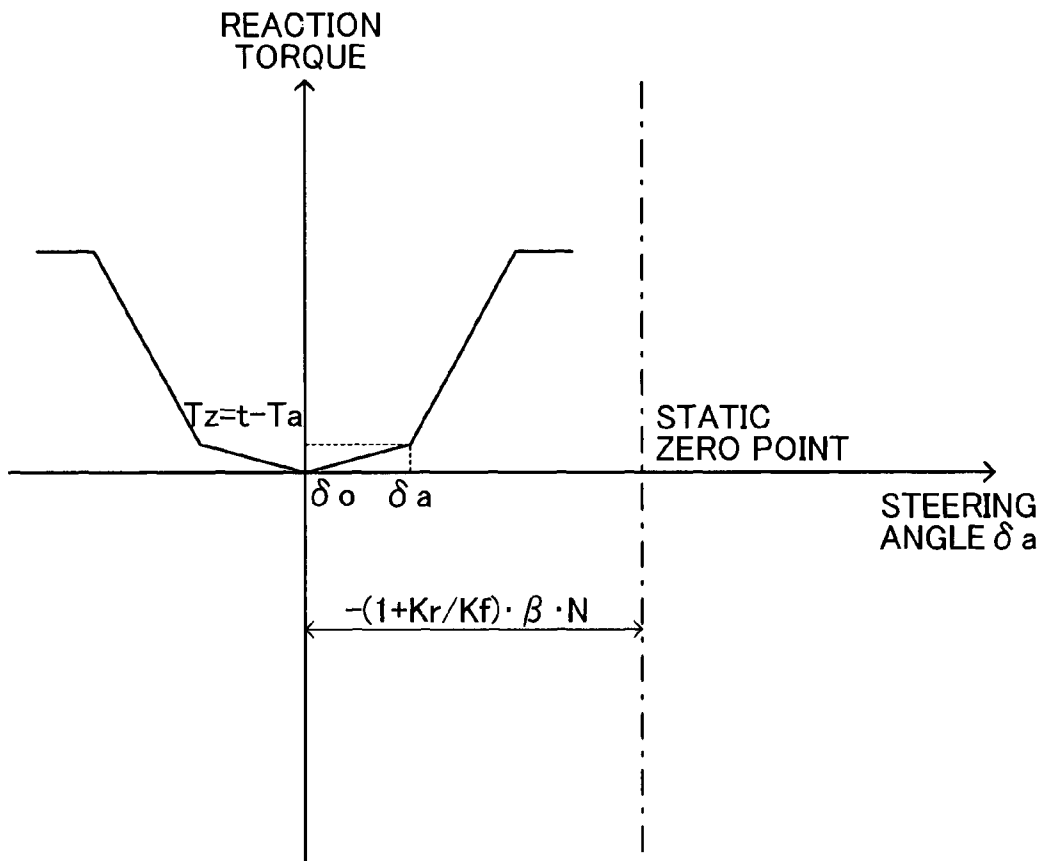 REACTION
TORQUE
Tz=t-Ta
STATIC
ZERO POINT
δo δa
STEERING
ANGLE δa
-(1+Kr/Kf)·β·N